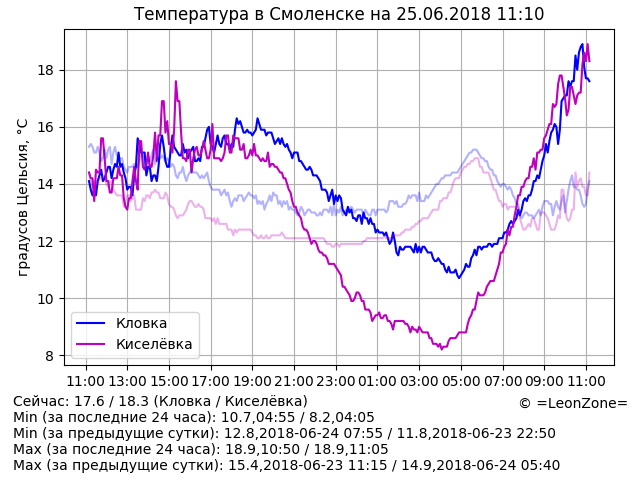 Температура в Смоленске на 25.06.2018 11:10
градусов Цельсия, °C
18
16
14
12
10
8
Кловка
Киселёвка
11:00 13:00 15:00 17:00 19:00 21:00 23:00 01:00 03:00 05:00 07:00 09:00 11:00
Сейчас: 17.6 / 18.3 (Кловка / Киселёвка)
© =LeonZone=
Min (за последние 24 часа): 10.7,04:55 / 8.2,04:05
Min (за предыдущие сутки): 12.8,2018-06-24 07:55 / 11.8,2018-06-23 22:50
Max (за последние 24 часа): 18.9,10:50 / 18.9,11:05
Max (за предыдущие сутки): 15.4,2018-06-23 11:15 / 14.9,2018-06-24 05:40